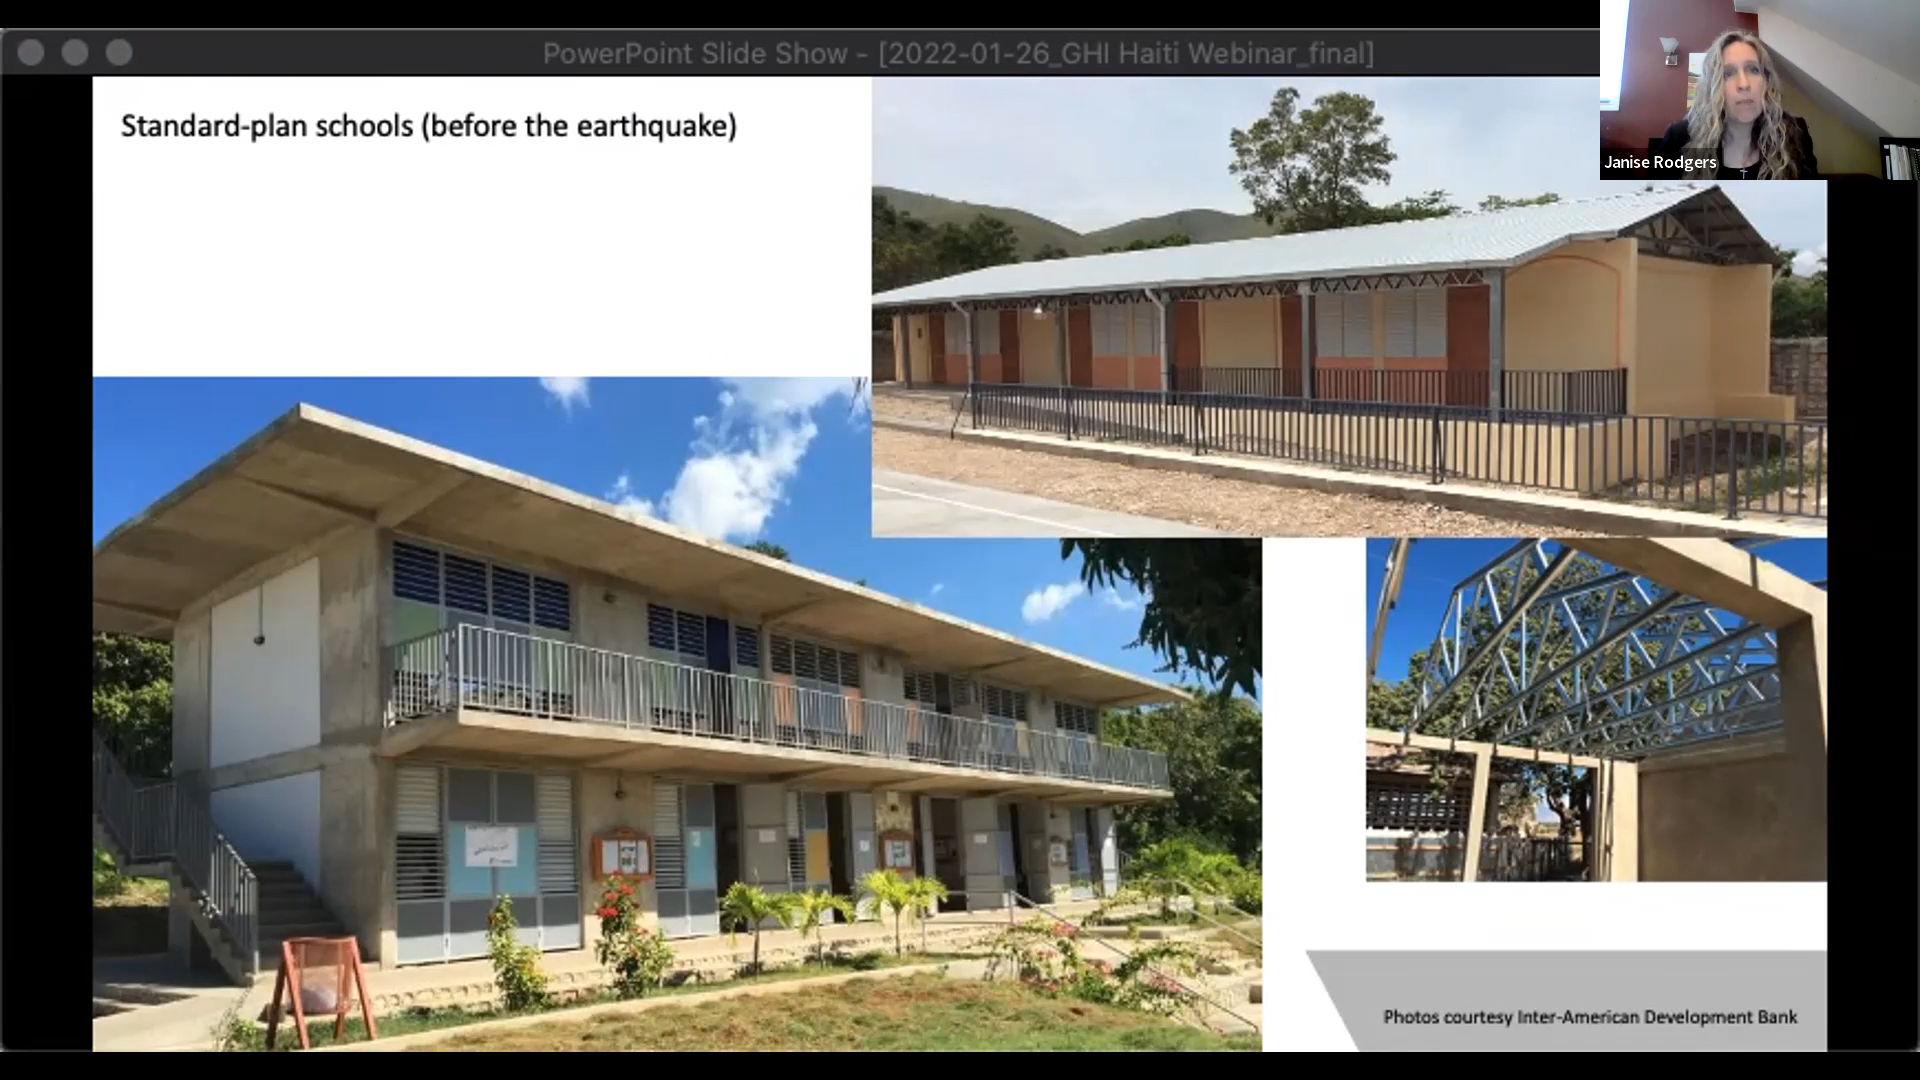 PowerPoint Slide Show - [2022-01-26_GHI Haiti Webinar_final]
Janise Rodgers
Standard-plan schools (before the earthquake)
Photos courtesy Inter-American Development Bank